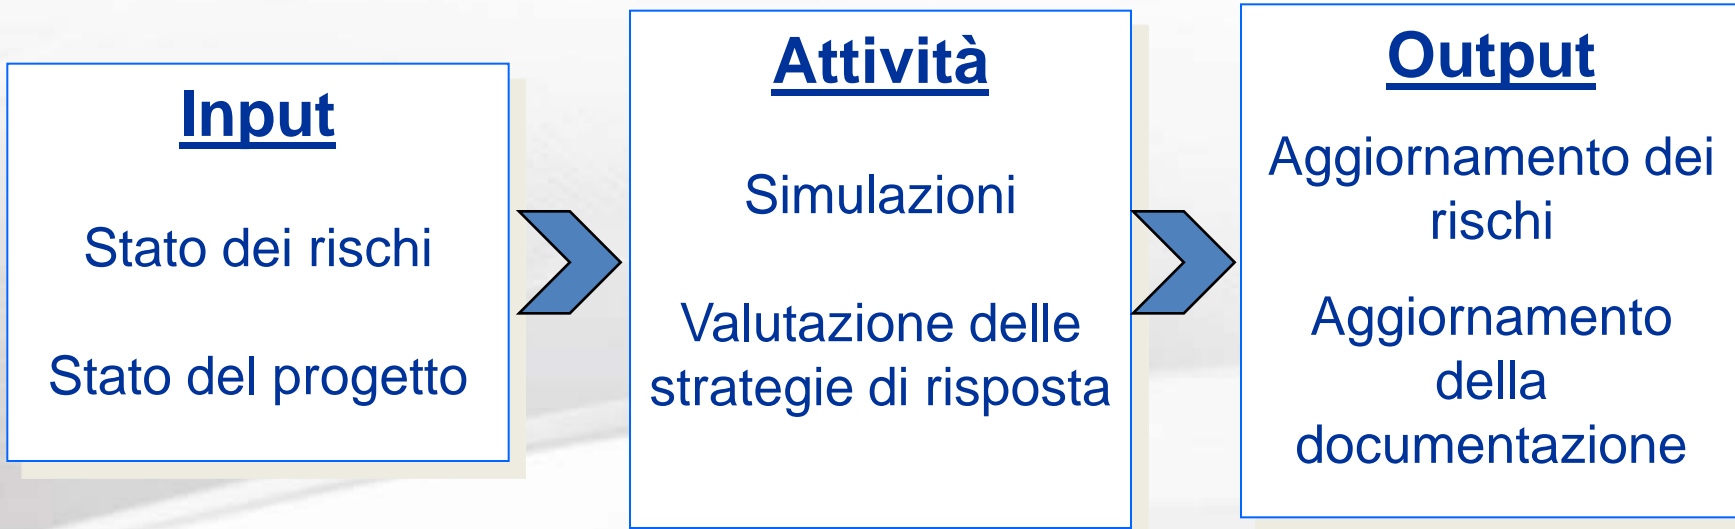 Input
Stato dei rischi
Stato del progetto
Attività
Simulazioni
Valutazione delle
strategie di risposta
Output
Aggiornamento dei
rischi
Aggiornamento
della
documentazione